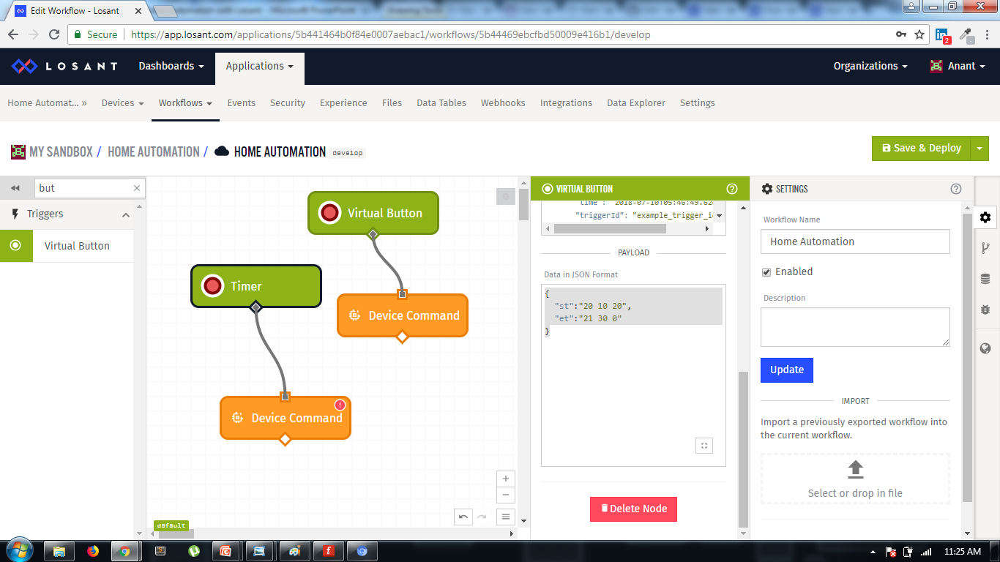 Edit Workflow - Losant
Secure
https://app.losant.com/applications/5b441464b0f84e0007aebac1/workflows/5b44469ebcfbd50009e416b1/develop
2
LOSANT
Dashboards
Applications
Organizations
Anant
Home Automat... »
Devices
Workflows
Events
Security
Experience
Files
Data Tables
Webhooks
Integrations
Data Explorer
Settings
MY SANDBOX / HOME AUTOMATION / HOME AUTOMATION develop
Save & Deploy
but
Triggers
Virtual Button
Virtual Button
Timer
Device Command
Device Command
default
VIRTUAL BUTTON
"time": "2018-07-10T05:46:49.624
"triggerId": "example_trigger_i
PAYLOAD
Data in JSON Format
{
"st":"20 10 20",
"et":"21 30 0"
}
Delete Node
SETTINGS
Workflow Name
Home Automation
Enabled
Description
Update
IMPORT
Import a previously exported workflow into
the current workflow.
Select or drop in file
11:25 AM